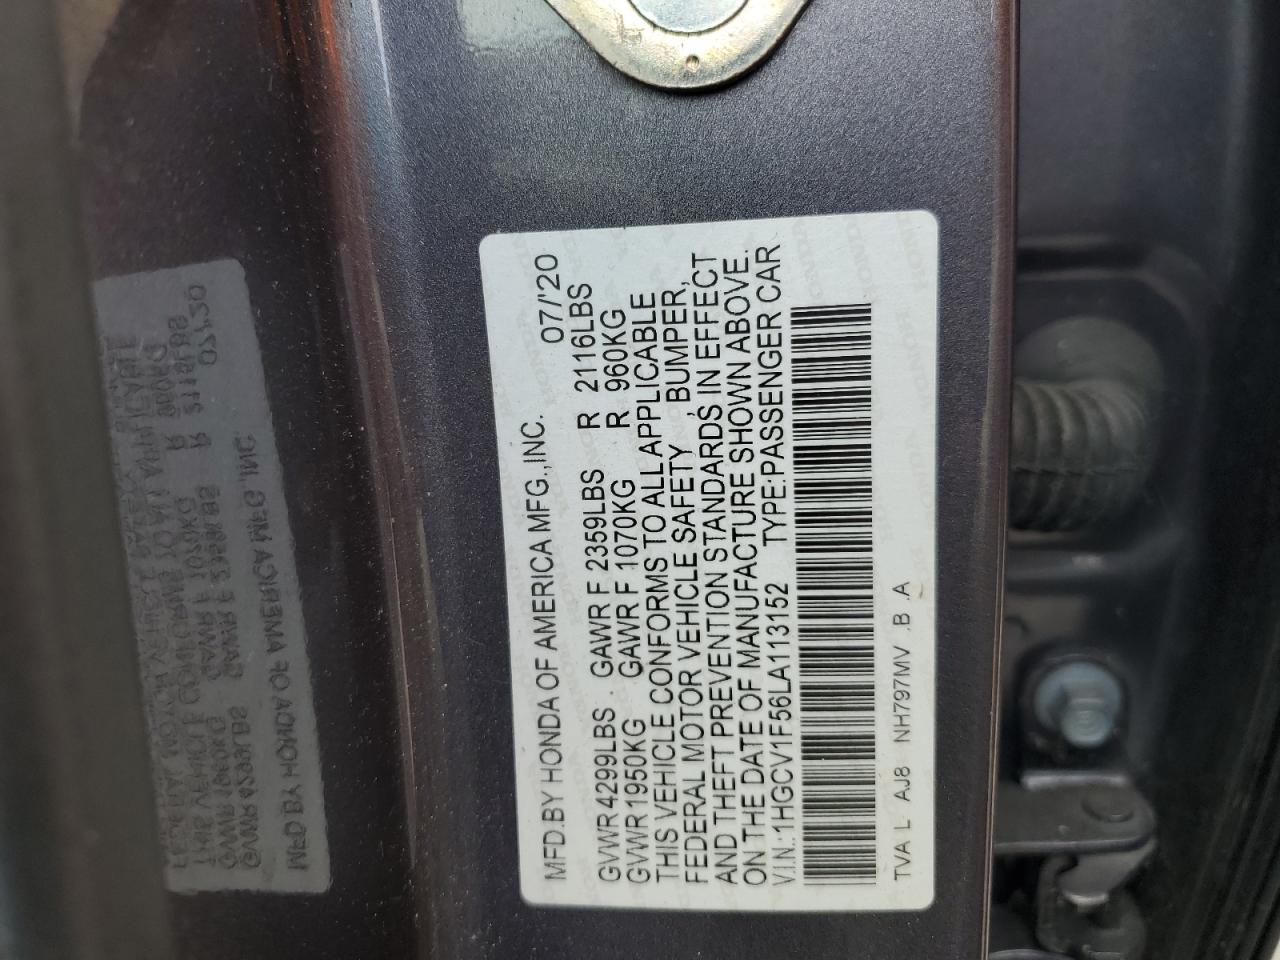 MFD.BY HONDA OF AMERICA MFG.,INC. 07/'20
GVWR 4299LBS GAWR F 2359LBS R 2116LBS
GVWR 1950KG GAWR F 1070KG R 960KG
THIS VEHICLE CONFORMS TO ALL APPLICABLE
FEDERAL MOTOR VEHICLE SAFETY , BUMPER,
AND THEFT PREVENTION STANDARDS IN EFFECT
ON THE DATE OF MANUFACTURE SHOWN ABOVE.
V.I.N.:1HGCV1F56LA113152 TYPE:PASSENGER CAR
TVA L AJ8 NH797MV .B .A